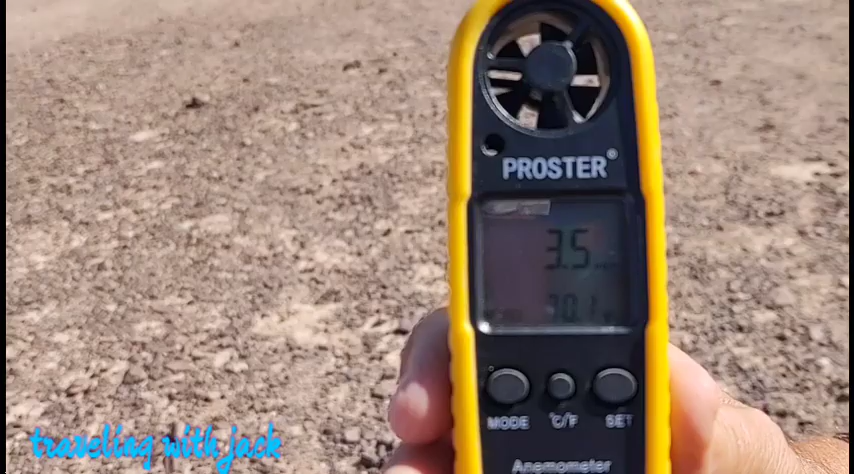 PROSTER®
3.5
MODE °C/F SET
Anemometer
traveling with jack